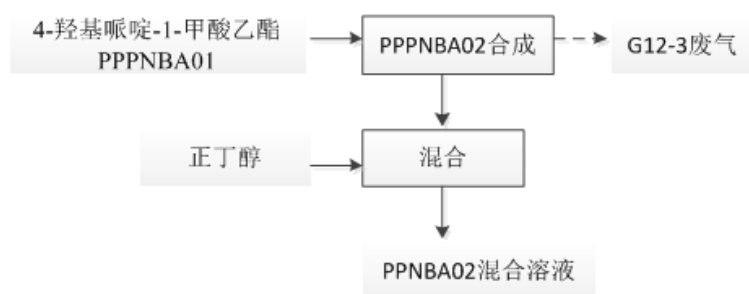 4-羟基哌啶-1-甲酸乙酯
PPPNBA01
PPPNBA02合成
G12-3废气
正丁醇
混合
PPNBA02混合溶液